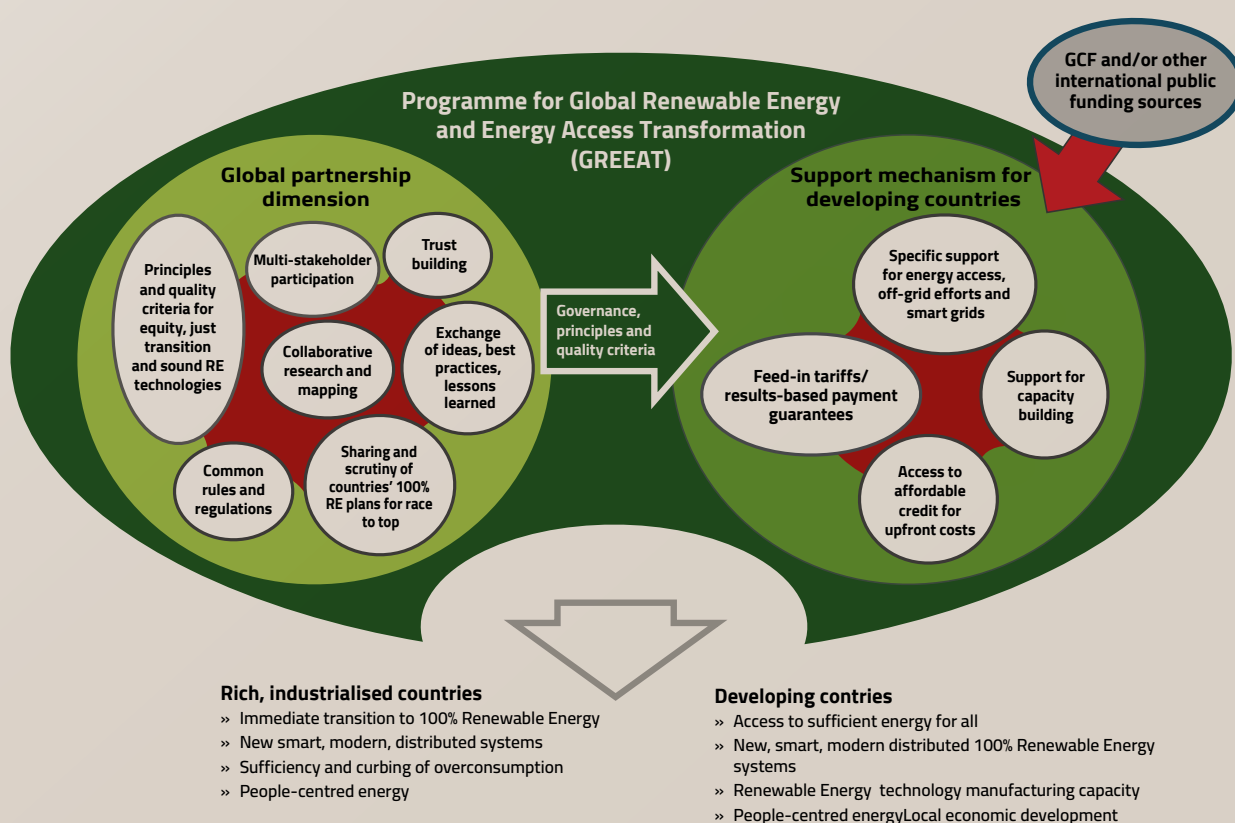 GCF and/or other
international public
funding sources
Programme for Global Renewable Energy
and Energy Access Transformation
(GREEAT)
Global partnership
dimension
Principles
and quality
criteria for
equity, just
transition
and sound RE
technologies
Multi-stakeholder
participation
Trust
building
Collaborative
research and
mapping
Exchange
of ideas, best
practices,
lessons
learned
Common
rules and
regulations
Sharing and
scrutiny of
countries' 100%
RE plans for race
to top
Governance,
principles and
quality criteria
Support mechanism for
developing countries
Specific support
for energy access,
off-grid efforts and
smart grids
Feed-in tariffs/
results-based payment
guarantees
Support for
capacity
building
Access to
affordable
credit for
upfront costs
Rich, industrialised countries
» Immediate transition to 100% Renewable Energy
» New smart, modern, distributed systems
» Sufficiency and curbing of overconsumption
» People-centred energy
Developing contries
» Access to sufficient energy for all
» New, smart, modern distributed 100% Renewable Energy
systems
» Renewable Energy technology manufacturing capacity
» People-centred energyLocal economic development